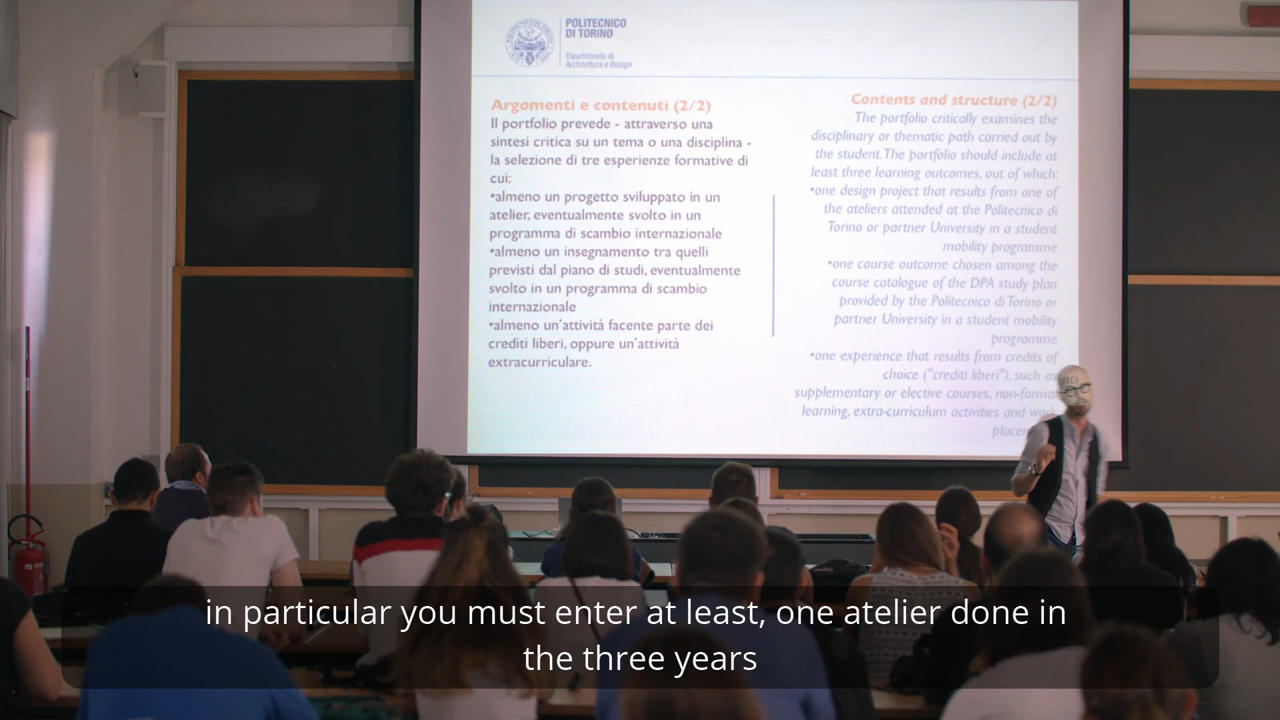 POLITECNICO
DI TORINO
Dipartimento di
Architettura e Design
Argomenti e contenuti (2/2)
Il portfolio prevede - attraverso una
sintesi critica su un tema o una disciplina -
la selezione di tre esperienze formative di
cui:
•almeno un progetto sviluppato in un
atelier, eventualmente svolto in un
programma di scambio internazionale
•almeno un insegnamento tra quelli
previsti dal piano di studi, eventualmente
svolto in un programma di scambio
internazionale
•almeno un'attività facente parte dei
crediti liberi, oppure un'attività
extracurriculare.
Contents and structure (2/2)
The portfolio critically examines the
disciplinary or thematic path carried out by
the student. The portfolio should include at
least three learning outcomes, out of which:
•one design project that results from one of
the ateliers attended at the Politecnico di
Torino or partner University in a student
mobility programme
•one course outcome chosen among the
course catalogue of the DPA study plan
provided by the Politecnico di Torino or
partner University in a student mobility
programme
•one experience that results from credits of
choice ("crediti liberi"), such as
supplementary or elective courses, non-formal
learning, extra-curriculum activities and work
in particular you must enter at least, one atelier done in
the three years